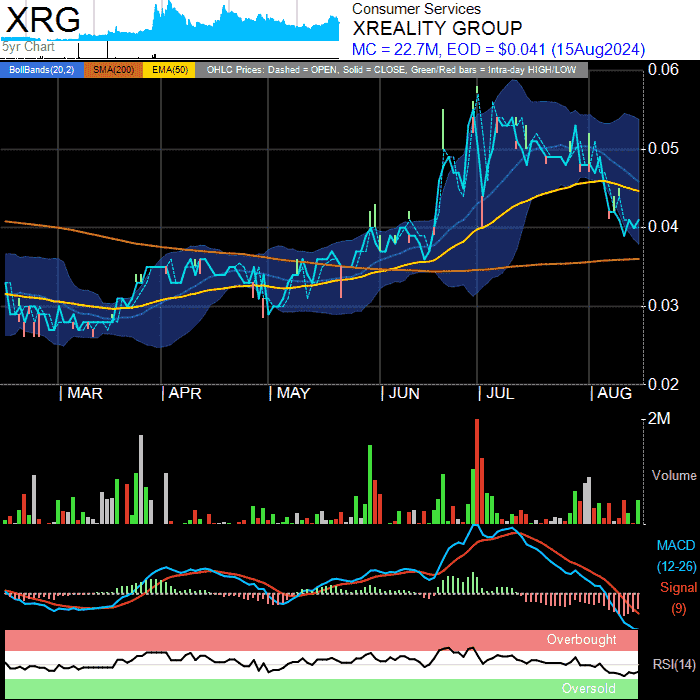 XRG
5yr Chart
Consumer Services
XREALITY GROUP
MC = 22.7M, EOD = $0.041 (15Aug2024)
BollBands(20,2) SMA(200) EMA(50) OHLC Prices: Dashed = OPEN, Solid = CLOSE, Green/Red bars = Intra-day HIGH/LOW
0.06
0.05
0.04
0.03
0.02
MAR APR MAY JUN JUL AUG
2M
Volume
MACD
(12-26)
Signal
(9)
Overbought
RSI(14)
Oversold